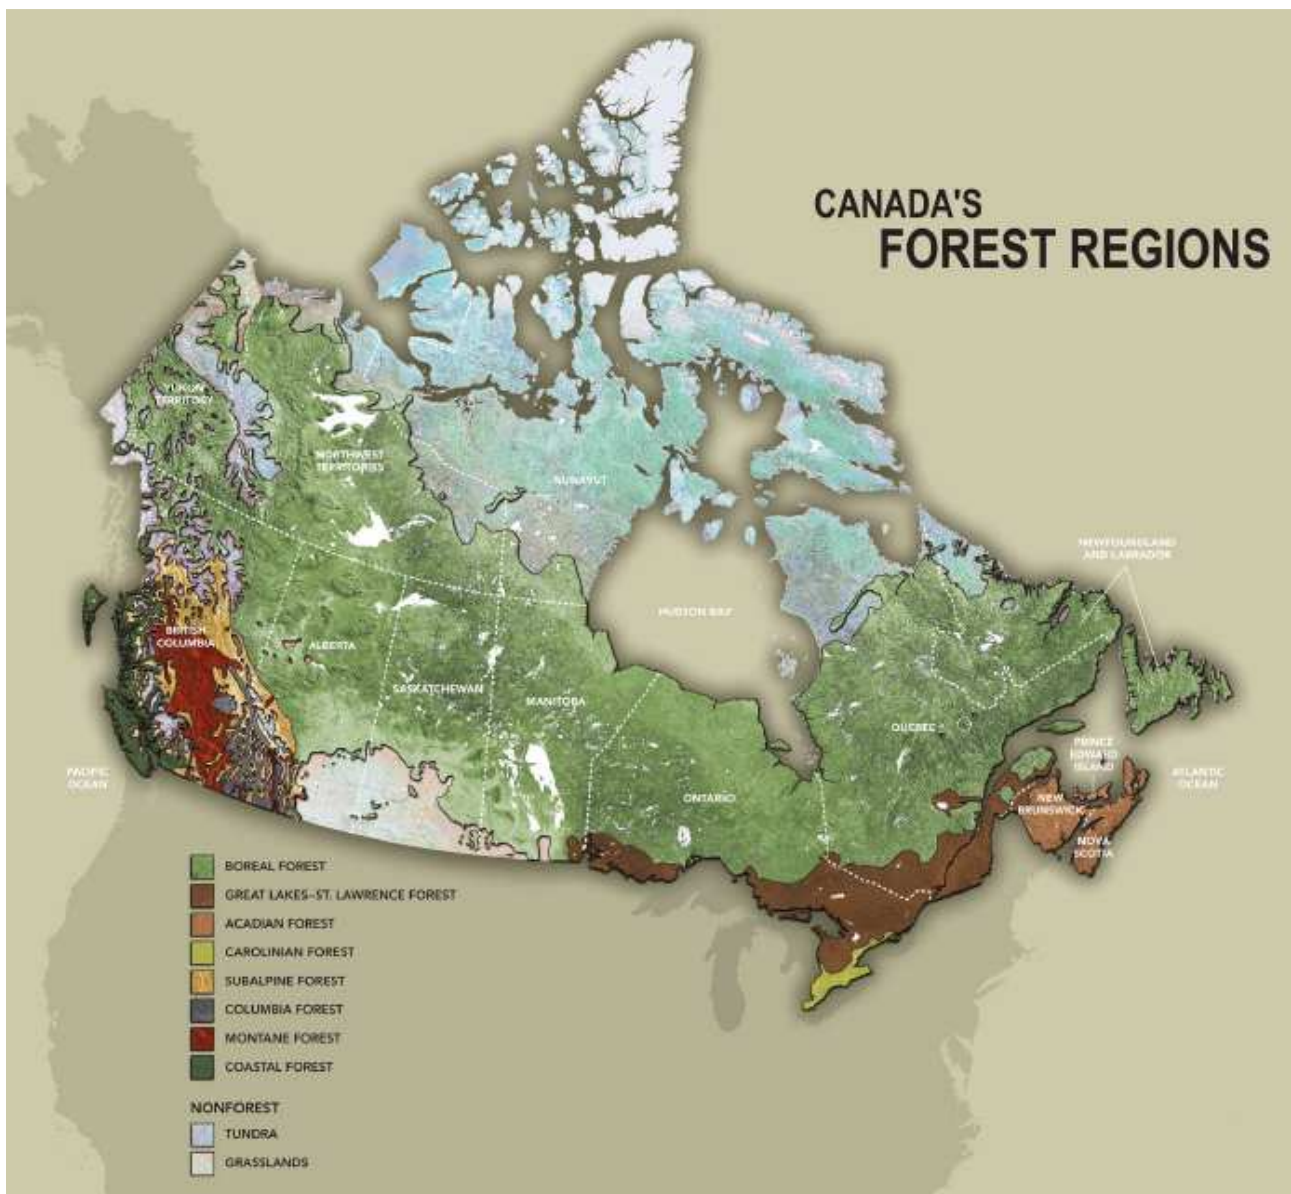 CANADA'S
FOREST REGIONS
YUKON
TERRITORY
NORTHWEST
TERRITORIES
NUNAVUT
NEWFOUNDLAND
AND LABRADOR
HUDSON BAY
BRITISH
COLUMBIA
ALBERTA
SASKATCHEWAN
MANITOBA
QUEBEC
ONTARIO
PRINCE
EDWARD
ISLAND
PACIFIC
OCEAN
ATLANTIC
OCEAN
NEW
BRUNSWICK
NOVA
SCOTIA
BOREAL FOREST
GREAT LAKES–ST. LAWRENCE FOREST
ACADIAN FOREST
CAROLINIAN FOREST
SUBALPINE FOREST
COLUMBIA FOREST
MONTANE FOREST
COASTAL FOREST
NONFOREST
TUNDRA
GRASSLANDS